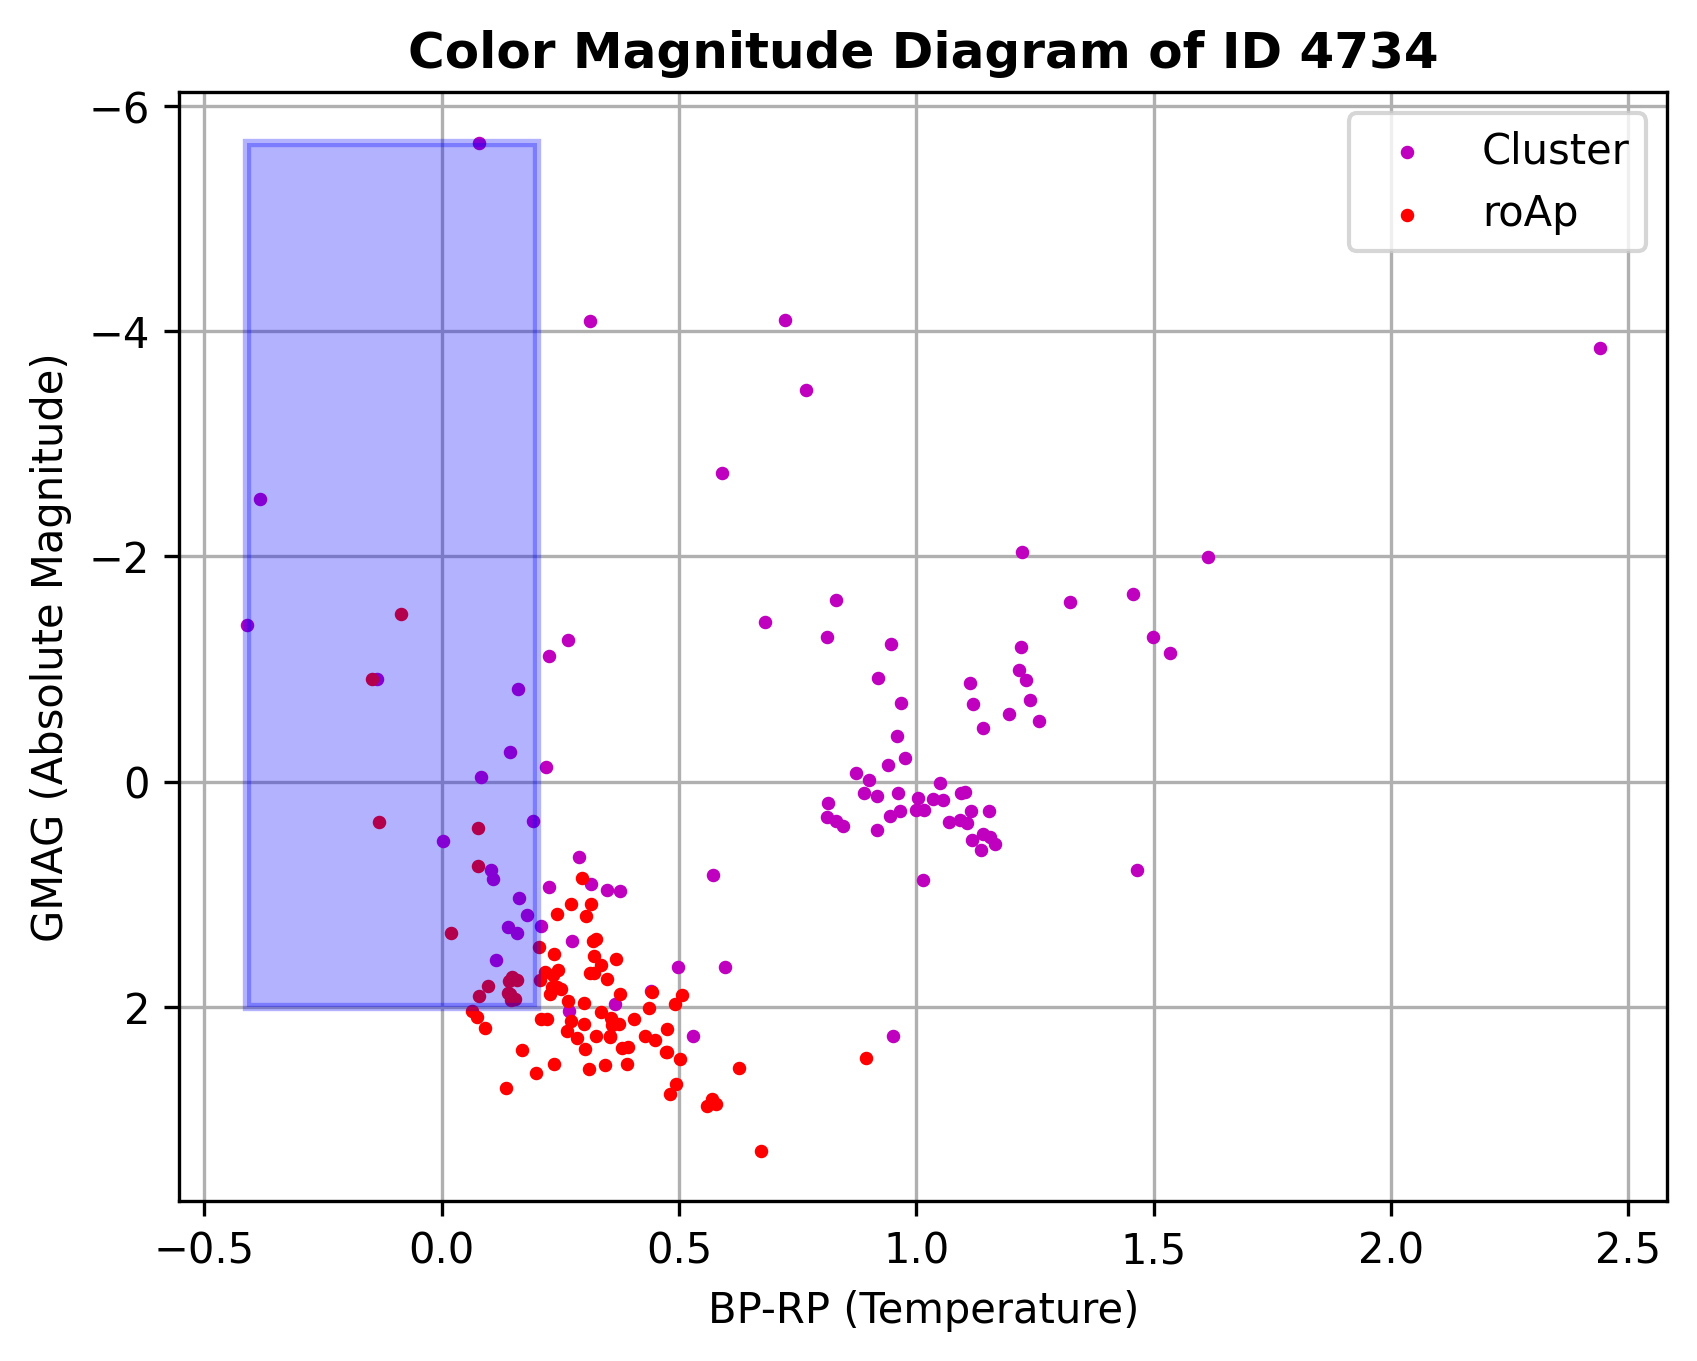 Color Magnitude Diagram of ID 4734
−6
−4
−2
0
2
GMAG (Absolute Magnitude)
Cluster
roAp
−0.5 0.0 0.5 1.0 1.5 2.0 2.5
BP-RP (Temperature)